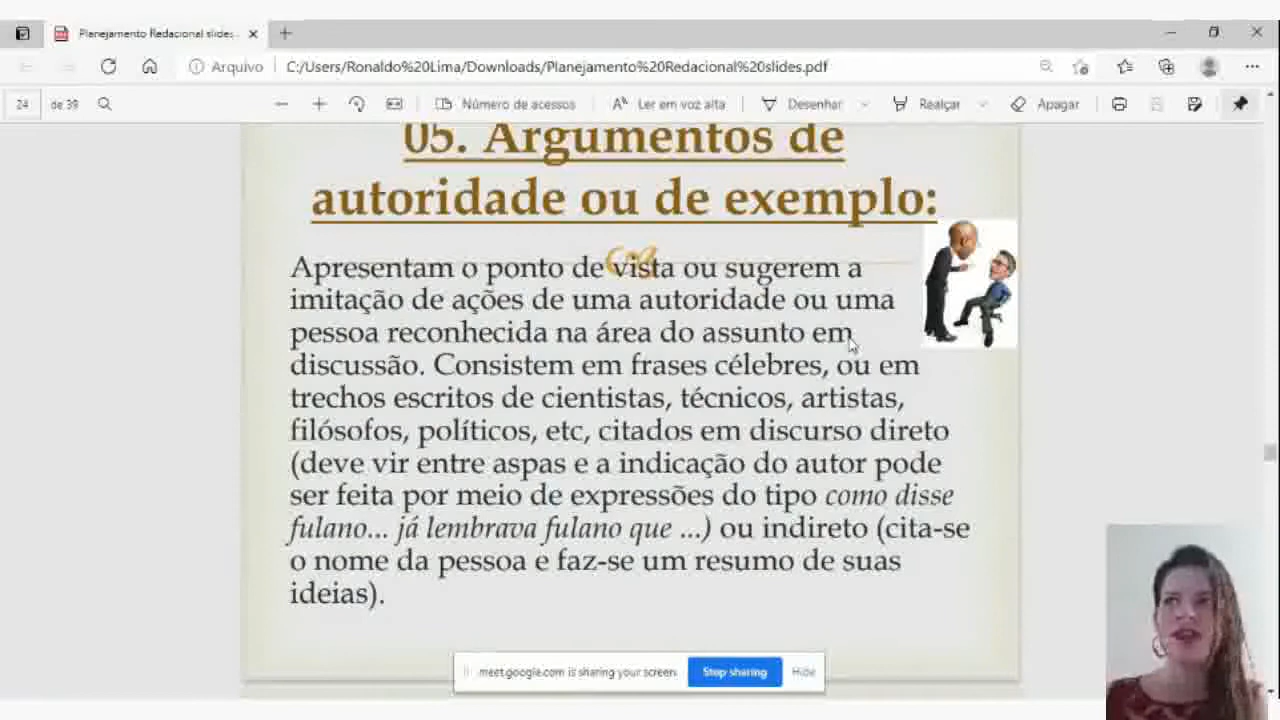 Planejamento Redacional slides.
Arquivo
C:/Users/Ronaldo%20Lima/Downloads/Planejamento%20Redacional%20slides.pdf
24 de 39
Número de acessos
Ler em voz alta
Desenhar
Realçar
Apagar
05. Argumentos de
autoridade ou de exemplo:
Apresentam o ponto de vista ou sugerem a
imitação de ações de uma autoridade ou uma
pessoa reconhecida na área do assunto em
discussão. Consistem em frases célebres, ou em
trechos escritos de cientistas, técnicos, artistas,
filósofos, políticos, etc, citados em discurso direto
(deve vir entre aspas e a indicação do autor pode
ser feita por meio de expressões do tipo como disse
fulano... já lembrava fulano que ...) ou indireto (cita-se
o nome da pessoa e faz-se um resumo de suas
ideias).
meet.google.com is sharing your screen.
Stop sharing
Hide